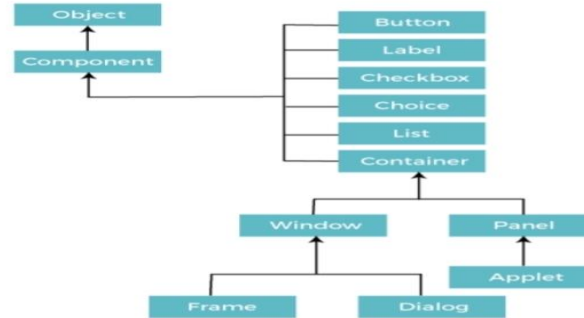 Object
Component
Button
Label
Checkbox
Choice
List
Container
Window
Panel
Applet
Frame
Dialog